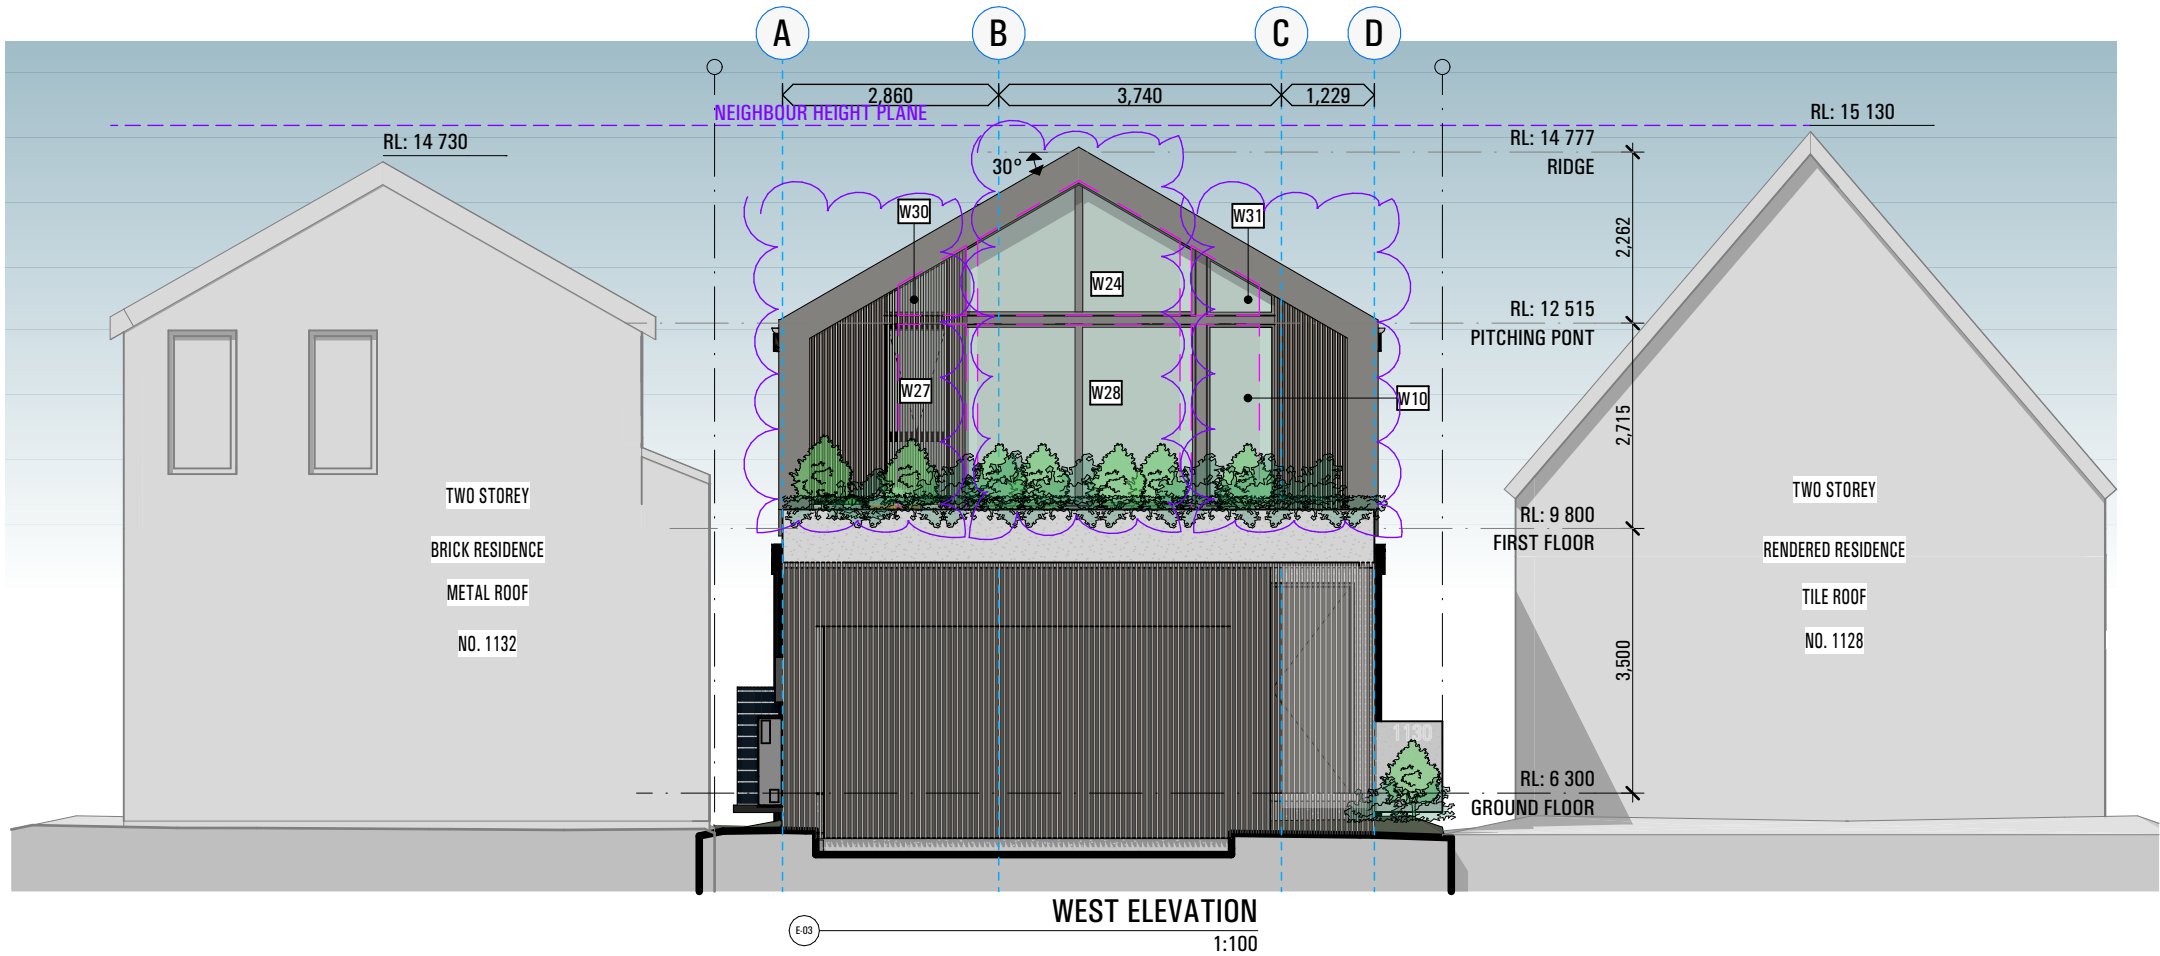 A B C D
2,860 3,740 1,229
NEIGHBOUR HEIGHT PLANE
RL: 14 730
RL: 15 130
RL: 14 777
RIDGE
30°
W30
W31
2,262
W24
RL: 12 515
PITCHING PONT
W27
W28
W10
2,715
TWO STOREY
BRICK RESIDENCE
METAL ROOF
NO. 1132
TWO STOREY
RENDERED RESIDENCE
TILE ROOF
NO. 1128
RL: 9 800
FIRST FLOOR
3,500
1130
RL: 6 300
GROUND FLOOR
WEST ELEVATION
E-03
1:100